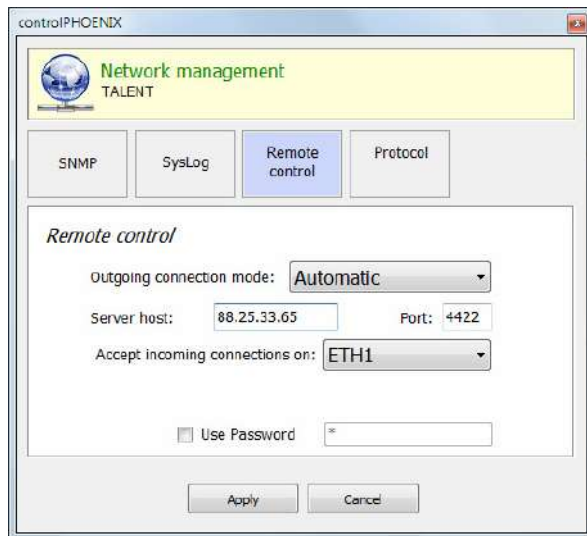 controlPHOENIX
Network management
TALENT
SNMP
SysLog
Remote
control
Protocol
Remote control
Outgoing connection mode: Automatic
Server host: 88.25.33.65 Port: 4422
Accept incoming connections on: ETH1
Use Password *
Apply Cancel